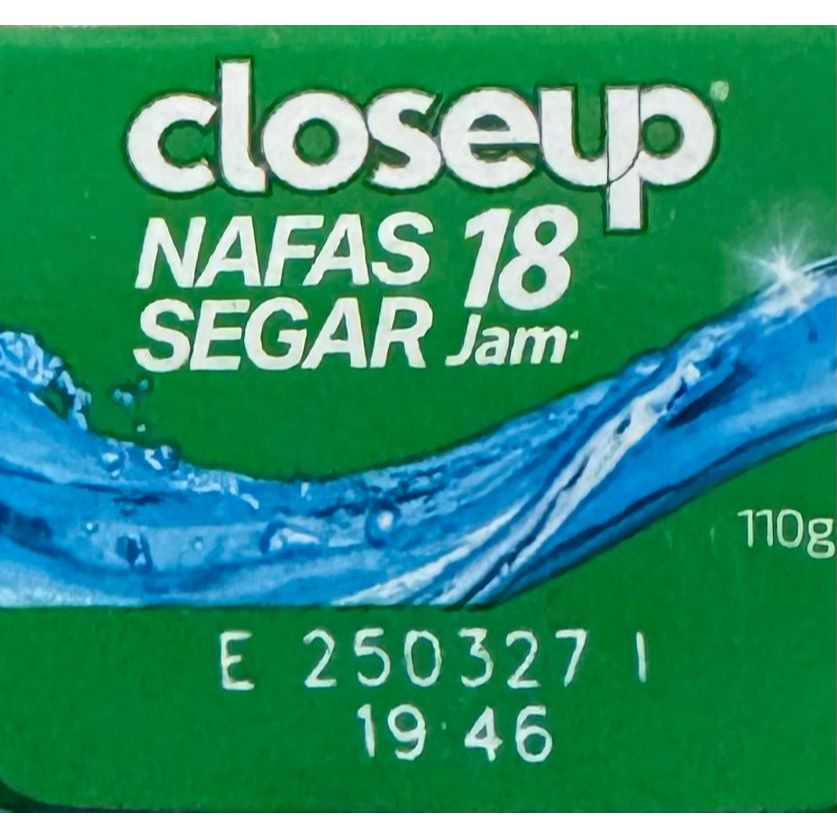 closeup
NAFAS 18
SEGAR Jam
110g
E 250327 I
19 46